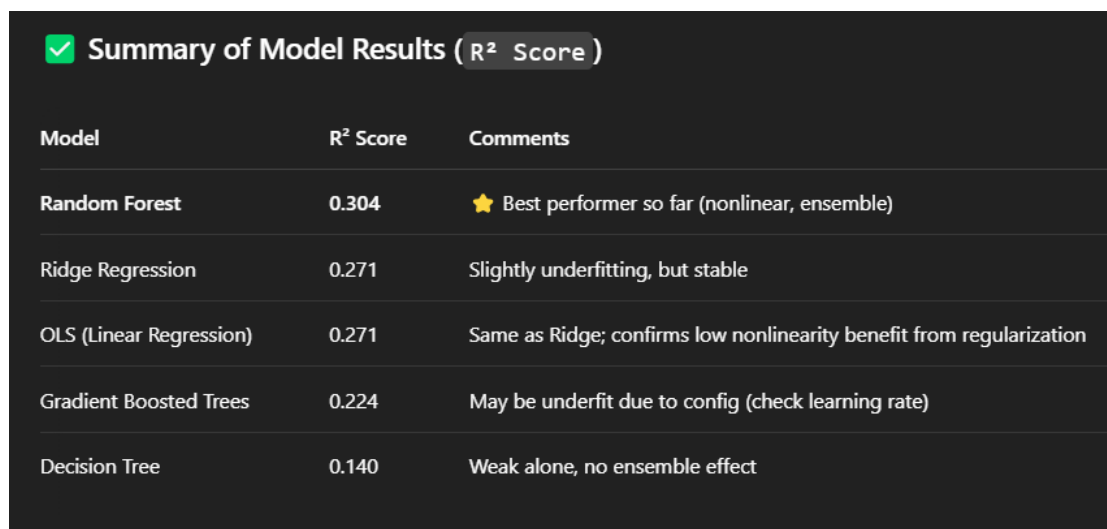 ✅ Summary of Model Results (R² Score)
Model R² Score Comments
Random Forest 0.304 ⭐ Best performer so far (nonlinear, ensemble)
Ridge Regression 0.271 Slightly underfitting, but stable
OLS (Linear Regression) 0.271 Same as Ridge; confirms low nonlinearity benefit from regularization
Gradient Boosted Trees 0.224 May be underfit due to config (check learning rate)
Decision Tree 0.140 Weak alone, no ensemble effect